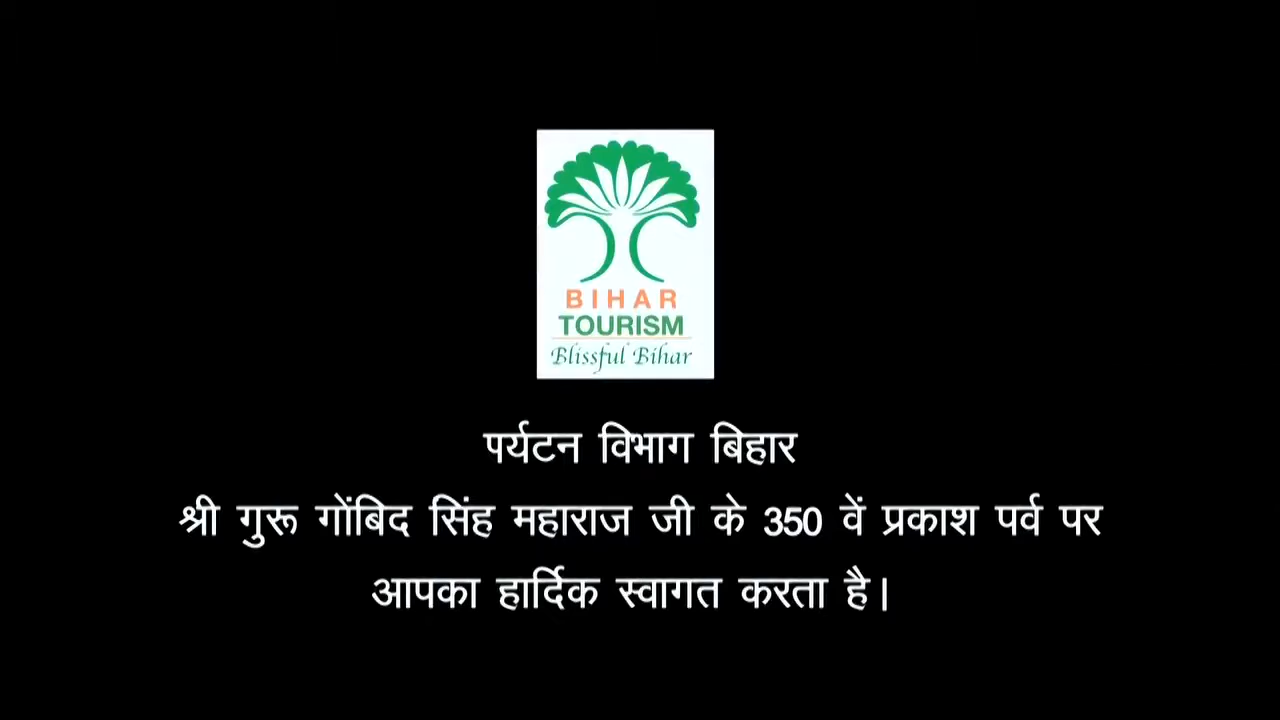 BIHAR
TOURISM
Blissful Bihar
पर्यटन विभाग बिहार
श्री गुरू गोंबिद सिंह महाराज जी के 350 वें प्रकाश पर्व पर
आपका हार्दिक स्वागत करता है।